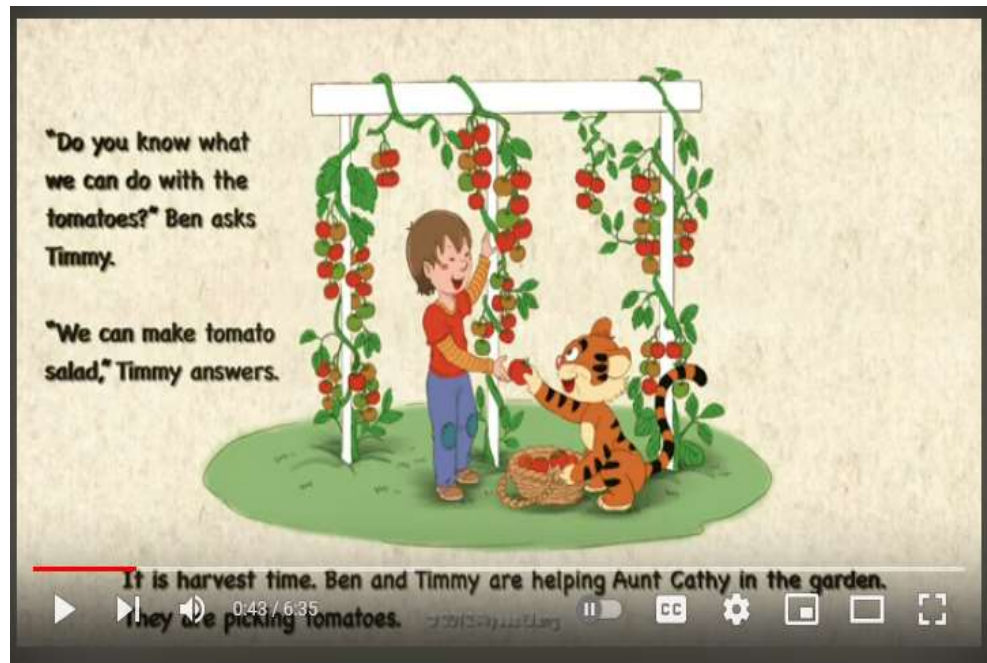 "Do you know what
we can do with the
tomatoes?" Ben asks
Timmy.
"We can make tomato
salad," Timmy answers.
It is harvest time. Ben and Timmy are helping Aunt Cathy in the garden.
They are picking tomatoes.
0:43 / 6:35
CC